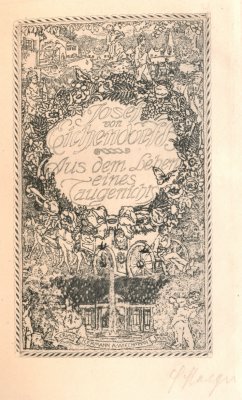 Josef
von
Eichendorff
Aus dem Leben
eines
Taugenichts